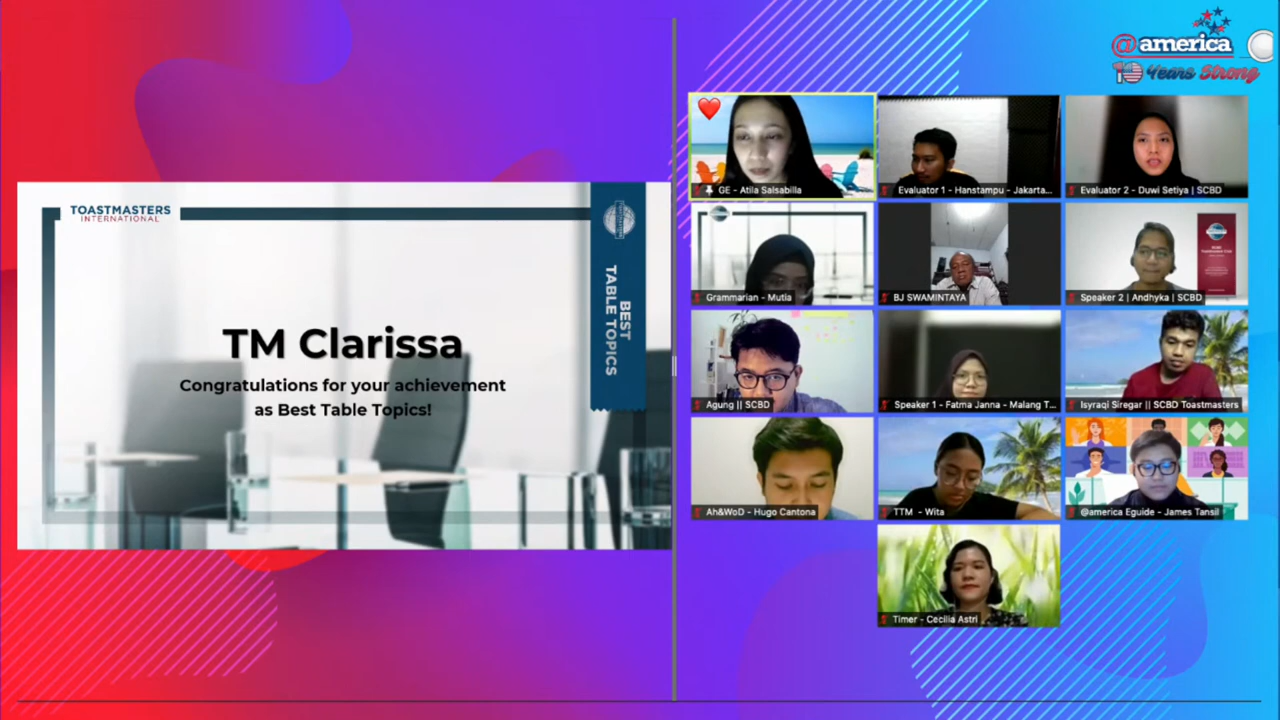 @america
10 Years Strong
TOASTMASTERS
INTERNATIONAL
BEST
TABLE TOPICS
TM Clarissa
Congratulations for your achievement
as Best Table Topics!
GE - Atila Salsabilla
Evaluator 1 - Hanstampu - Jakarta...
Evaluator 2 - Duwi Setiya | SCBD
Grammarian - Mutia
BJ SWAMINTAYA
Speaker 2 | Andhyka | SCBD
Agung || SCBD
Speaker 1 - Fatma Janna - Malang T...
Isyraqi Siregar || SCBD Toastmasters
Ah&WoD - Hugo Cantona
TTM - Wita
@america Eguide - James Tansil
Timer - Cecilia Astri